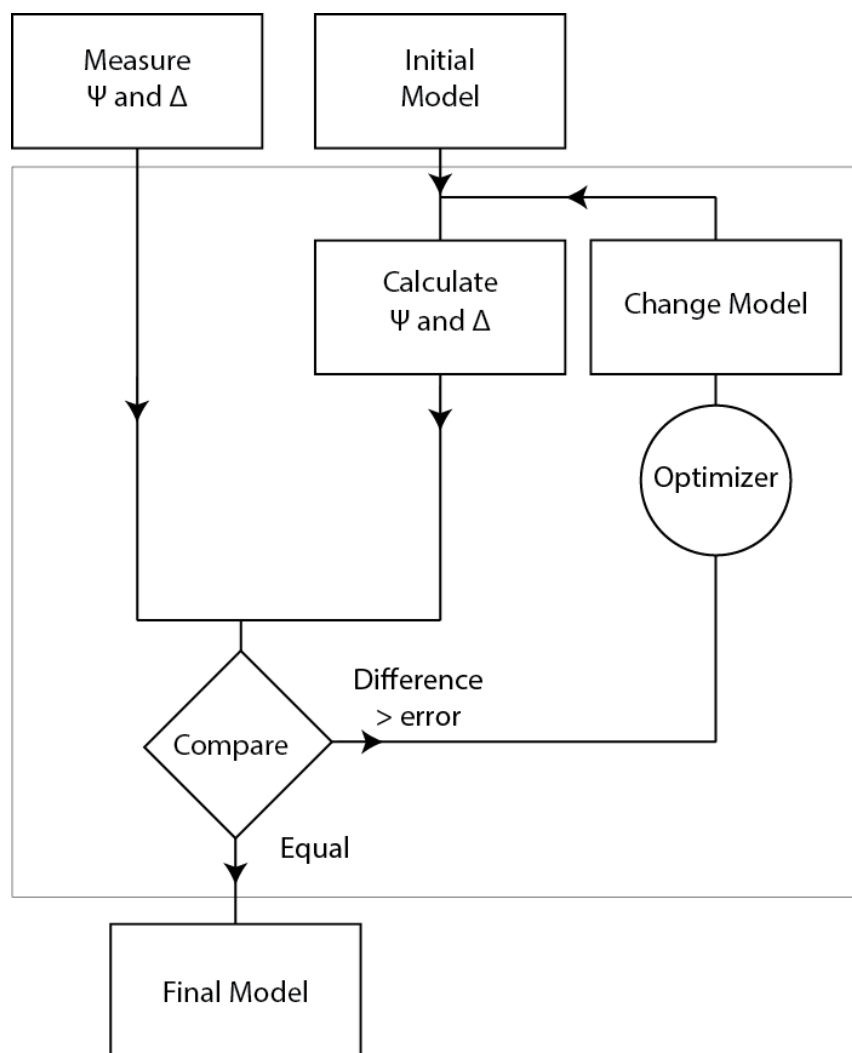 Measure
Ψ and Δ
Initial
Model
Calculate
Ψ and Δ
Change Model
Optimizer
Difference
> error
Compare
Equal
Final Model